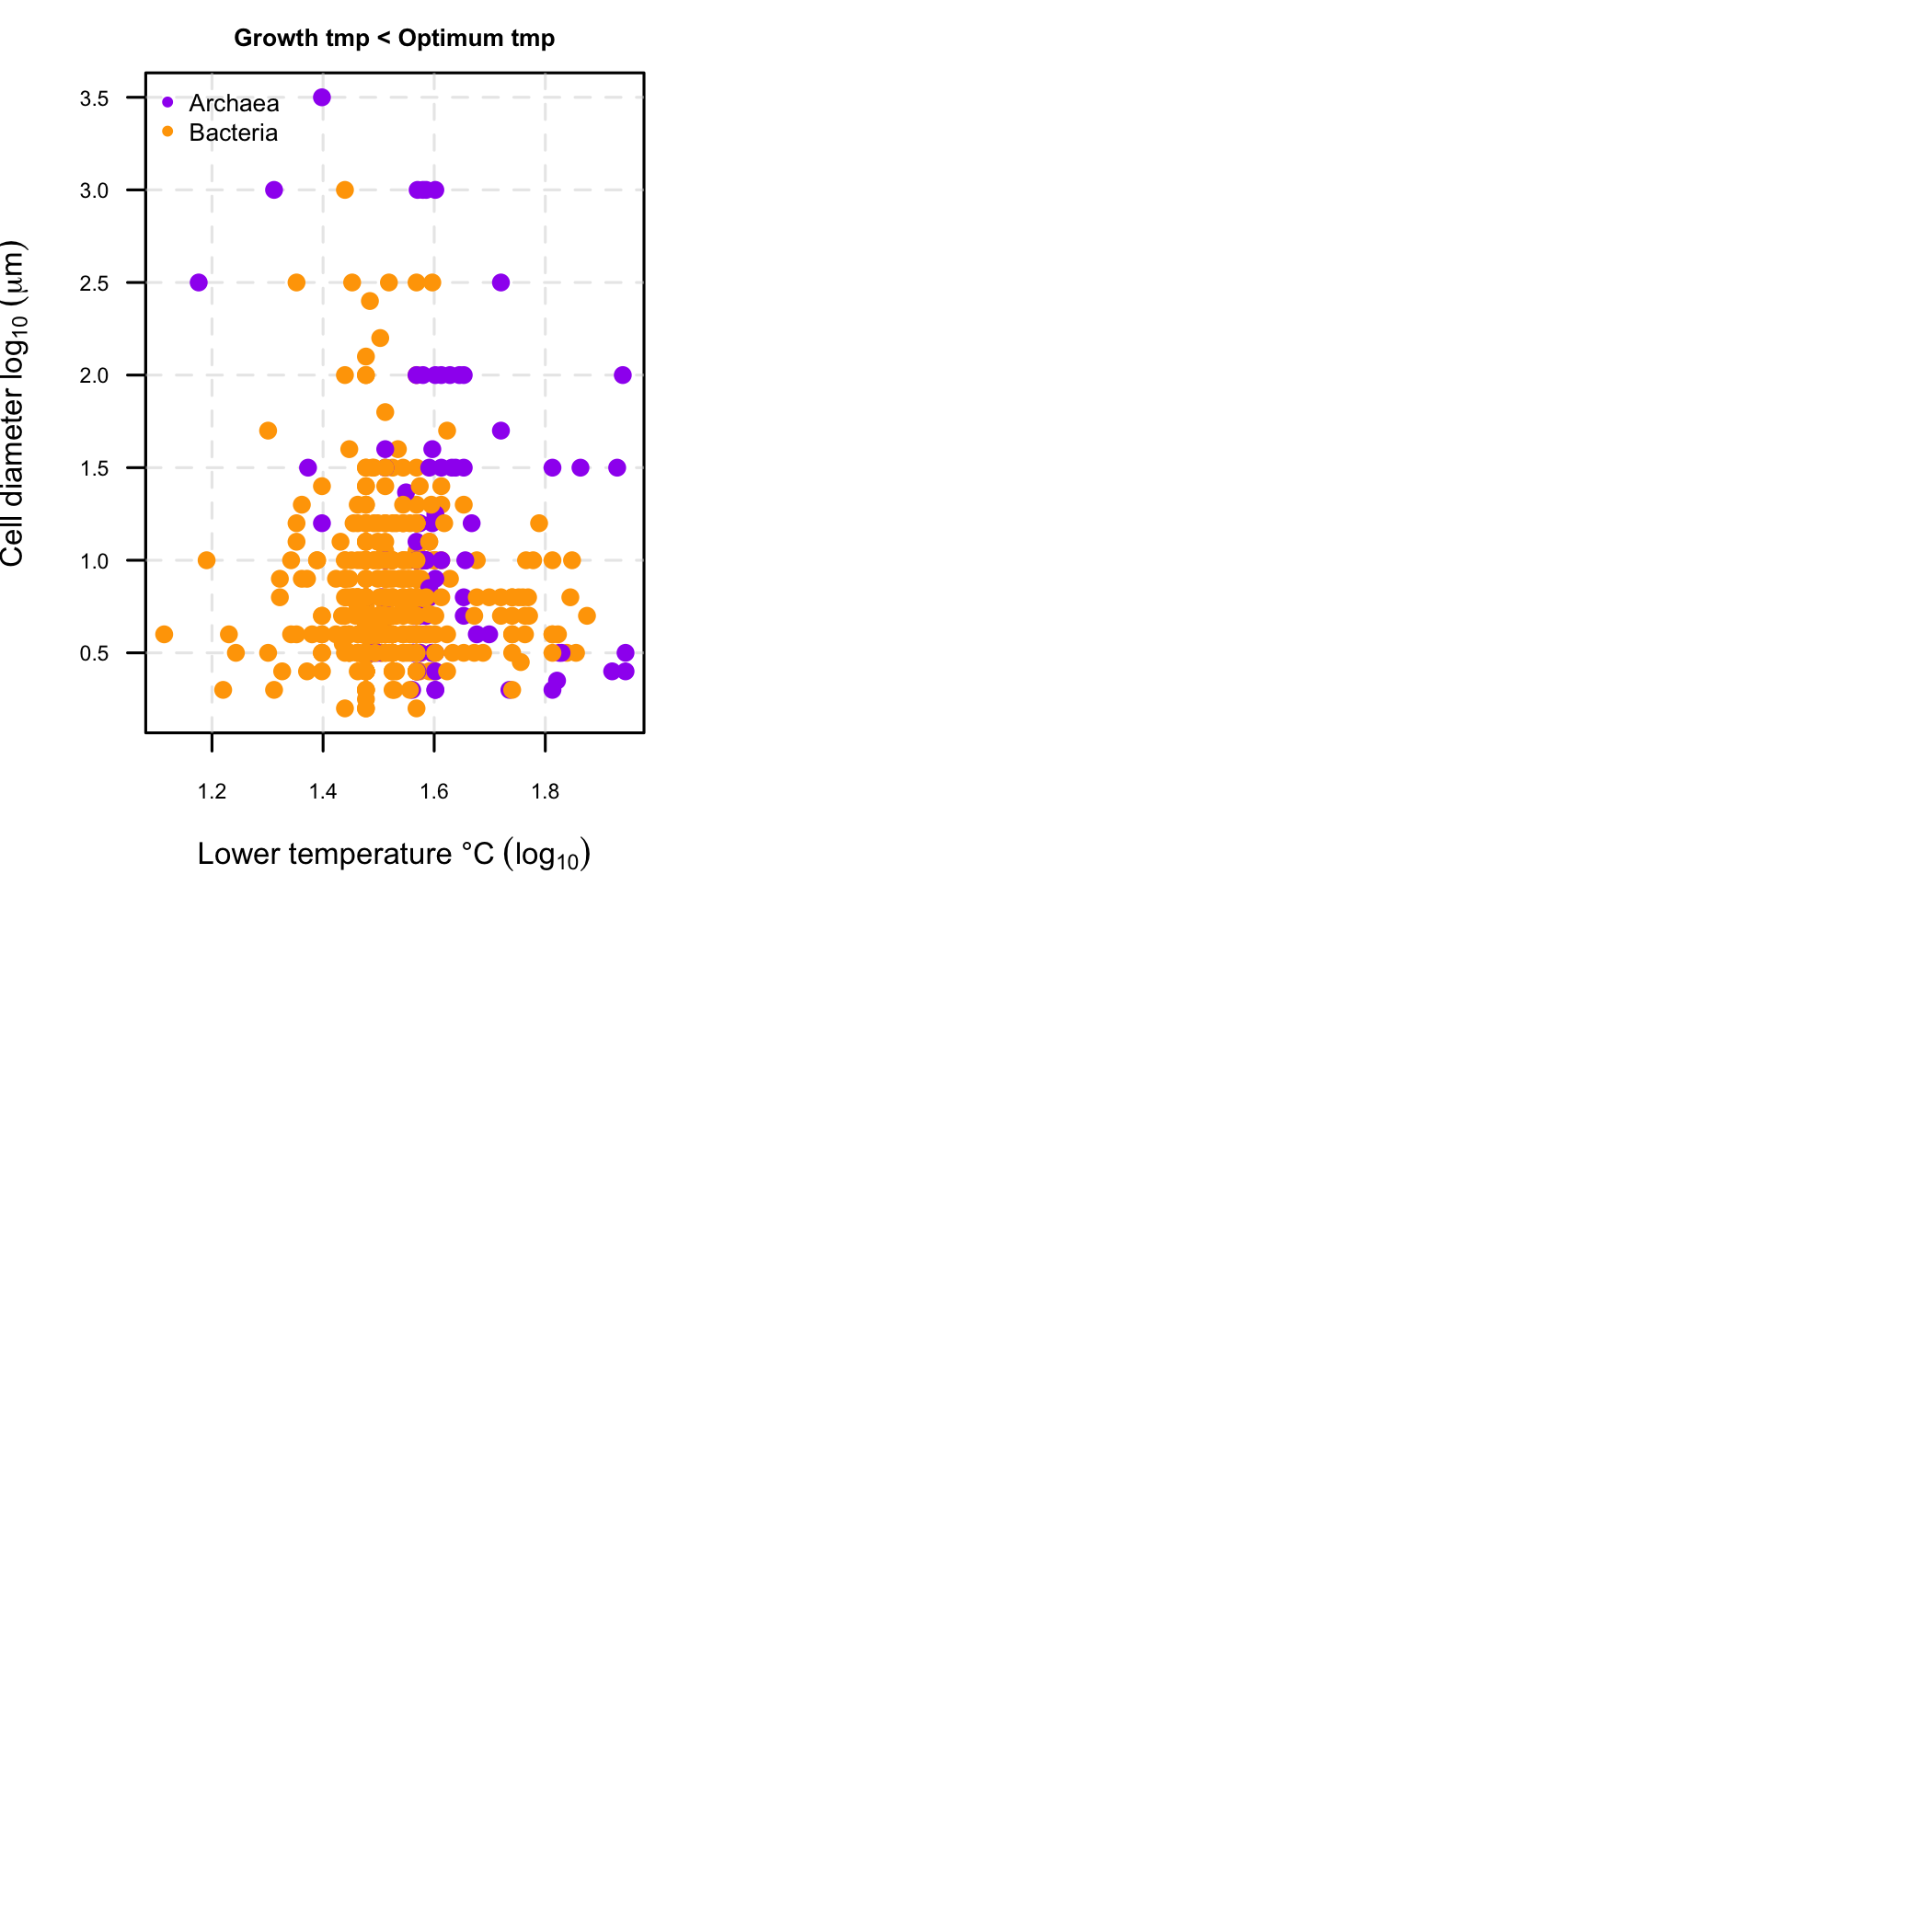 Growth tmp < Optimum tmp
Archaea
Bacteria
3.5
3.0
2.5
2.0
1.5
1.0
0.5
Cell diameter log10 (μm)
1.2 1.4 1.6 1.8
Lower temperature °C (log10)